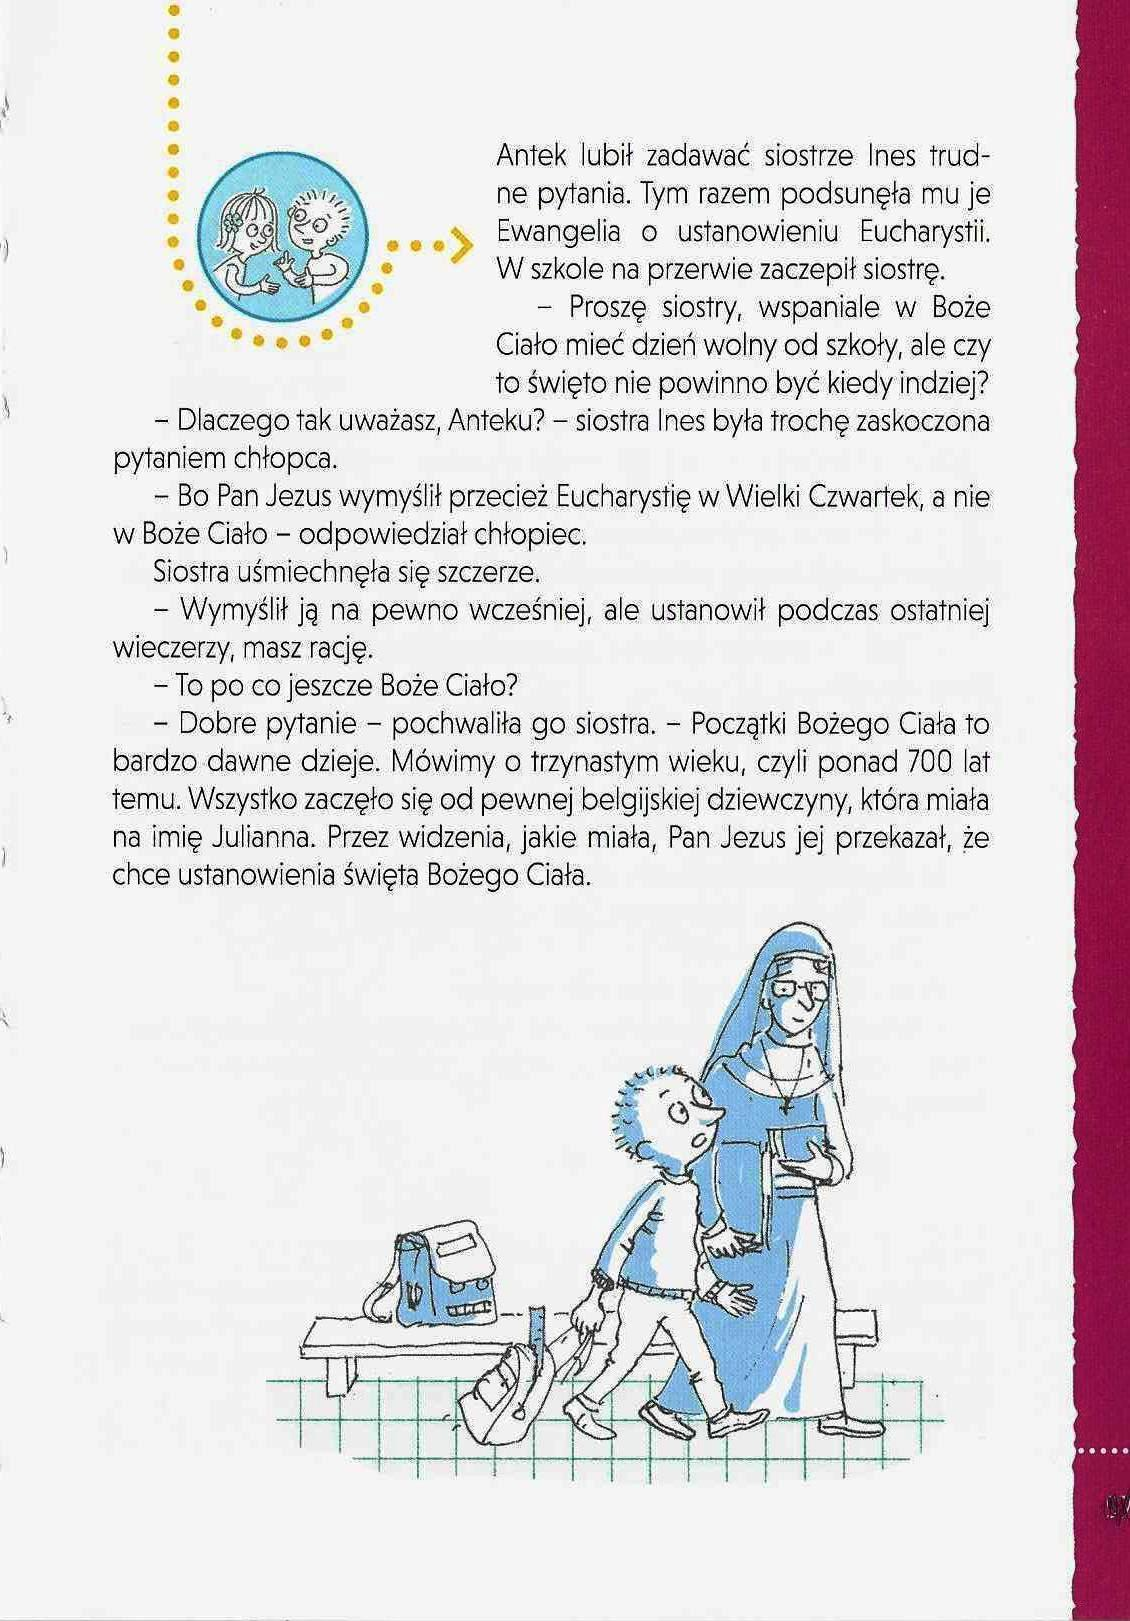 Antek lubił zadawać siostrze Ines trud-
ne pytania. Tym razem podsunęła mu je
Ewangelia o ustanowieniu Eucharystii.
W szkole na przerwie zaczepił siostrę.
– Proszę siostry, wspaniale w Boże
Ciało mieć dzień wolny od szkoły, ale czy
to święto nie powinno być kiedy indziej?
– Dlaczego tak uważasz, Anteku? – siostra Ines była trochę zaskoczona
pytaniem chłopca.
– Bo Pan Jezus wymyślił przecież Eucharystię w Wielki Czwartek, a nie
w Boże Ciało – odpowiedział chłopiec.
Siostra uśmiechnęła się szczerze.
– Wymyślił ją na pewno wcześniej, ale ustanowił podczas ostatniej
wieczerzy, masz rację.
– To po co jeszcze Boże Ciało?
– Dobre pytanie – pochwaliła go siostra. – Początki Bożego Ciała to
bardzo dawne dzieje. Mówimy o trzynastym wieku, czyli ponad 700 lat
temu. Wszystko zaczęło się od pewnej belgijskiej dziewczyny, która miała
na imię Julianna. Przez widzenia, jakie miała, Pan Jezus jej przekazał, że
chce ustanowienia święta Bożego Ciała.